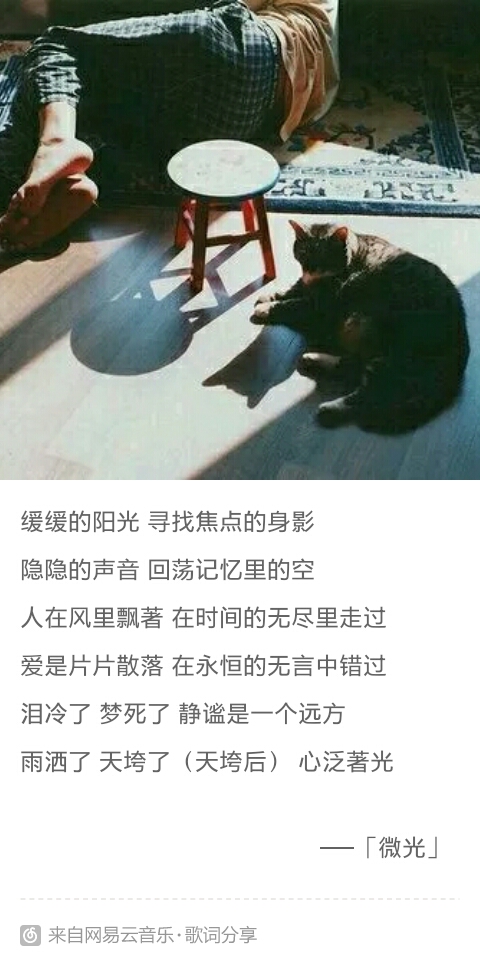 缓缓的阳光 寻找焦点的身影
隐隐的声音 回荡记忆里的空
人在风里飘著 在时间的无尽里走过
爱是片片散落 在永恒的无言中错过
泪冷了 梦死了 静谧是一个远方
雨洒了 天垮了（天垮后） 心泛著光
——「微光」
来自网易云音乐·歌词分享